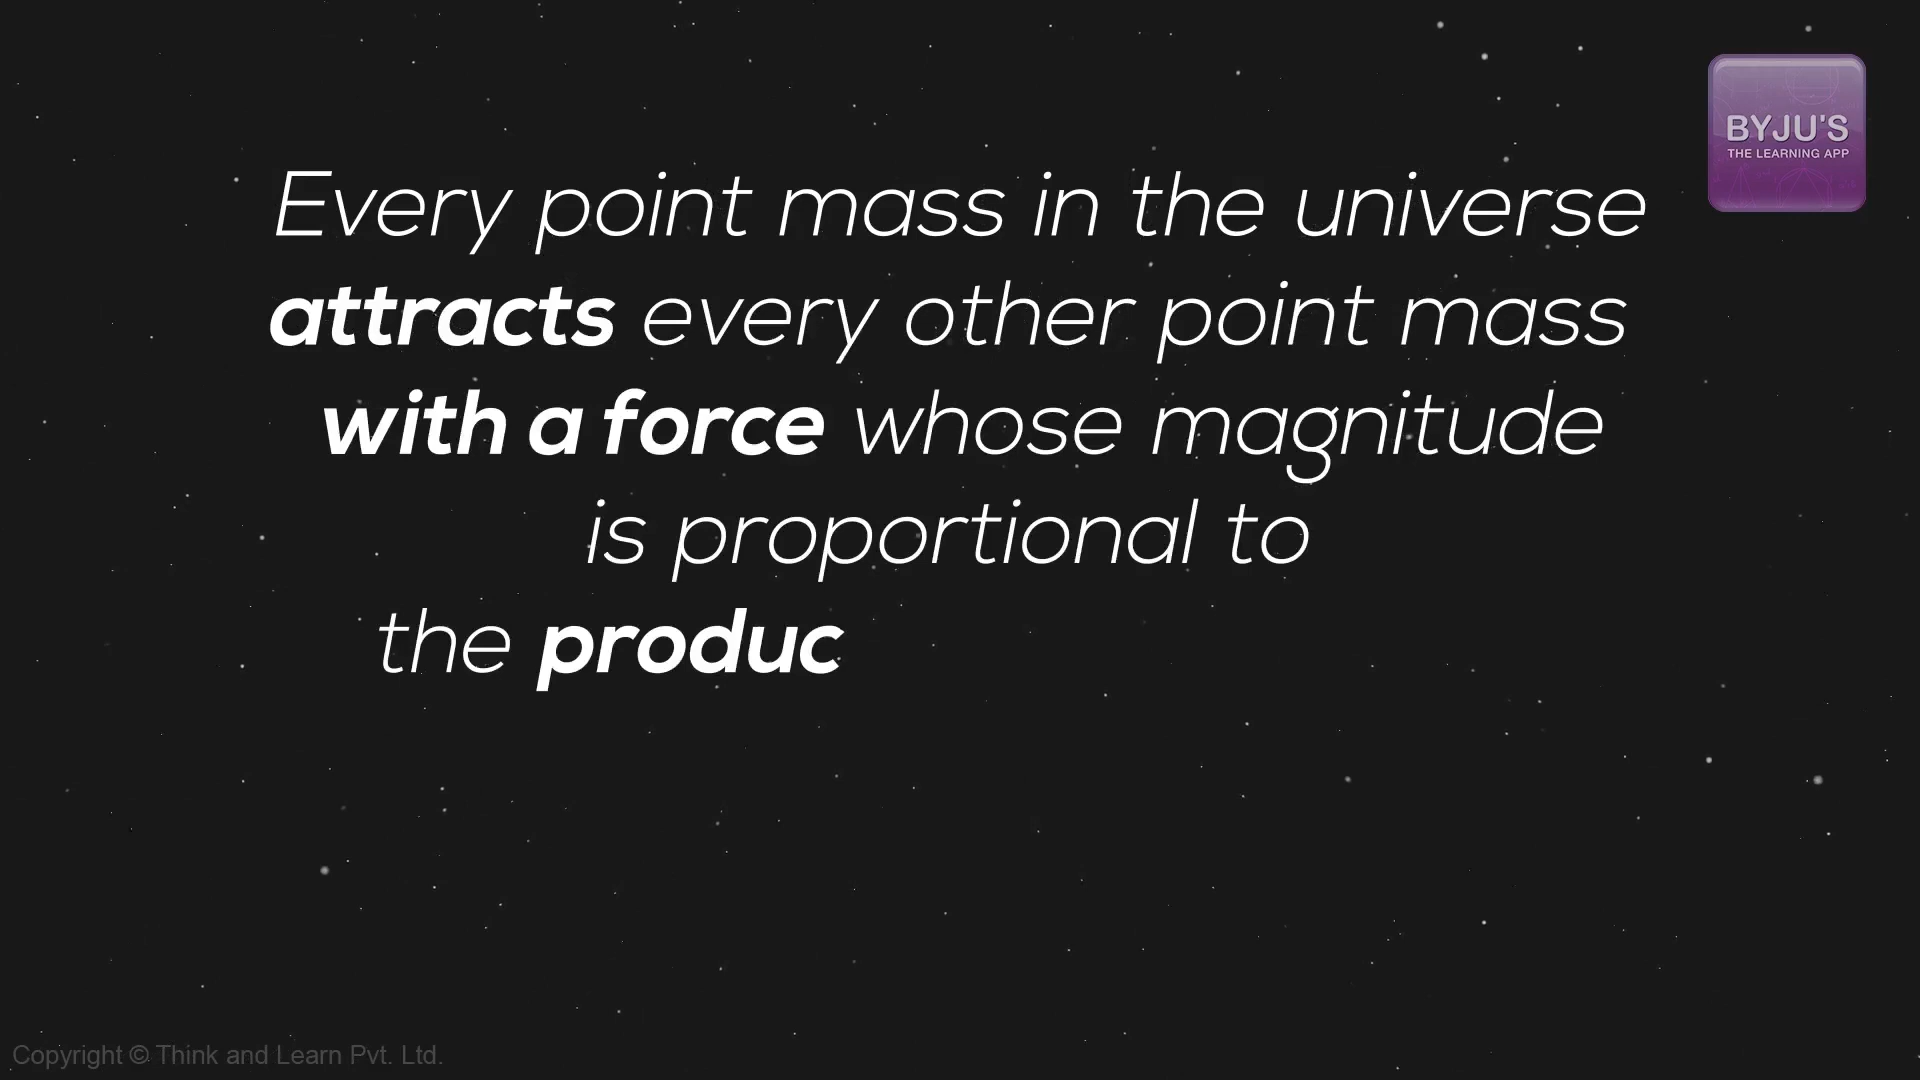 BYJU'S
THE LEARNING APP
Every point mass in the universe
attracts every other point mass
with a force whose magnitude
is proportional to
the produc
Copyright © Think and Learn Pvt. Ltd.